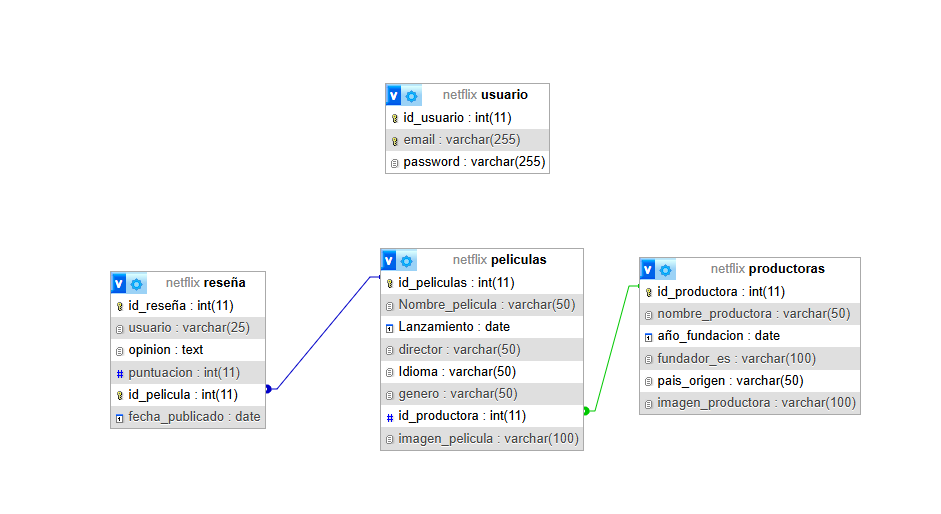 netflix usuario
id_usuario : int(11)
email : varchar(255)
password : varchar(255)
netflix reseña
id_reseña : int(11)
usuario : varchar(25)
opinion : text
puntuacion : int(11)
id_pelicula : int(11)
fecha_publicado : date
netflix peliculas
id_peliculas : int(11)
Nombre_pelicula : varchar(50)
Lanzamiento : date
director : varchar(50)
Idioma : varchar(50)
genero : varchar(50)
id_productora : int(11)
imagen_pelicula : varchar(100)
netflix productoras
id_productora : int(11)
nombre_productora : varchar(50)
año_fundacion : date
fundador_es : varchar(100)
pais_origen : varchar(50)
imagen_productora : varchar(100)